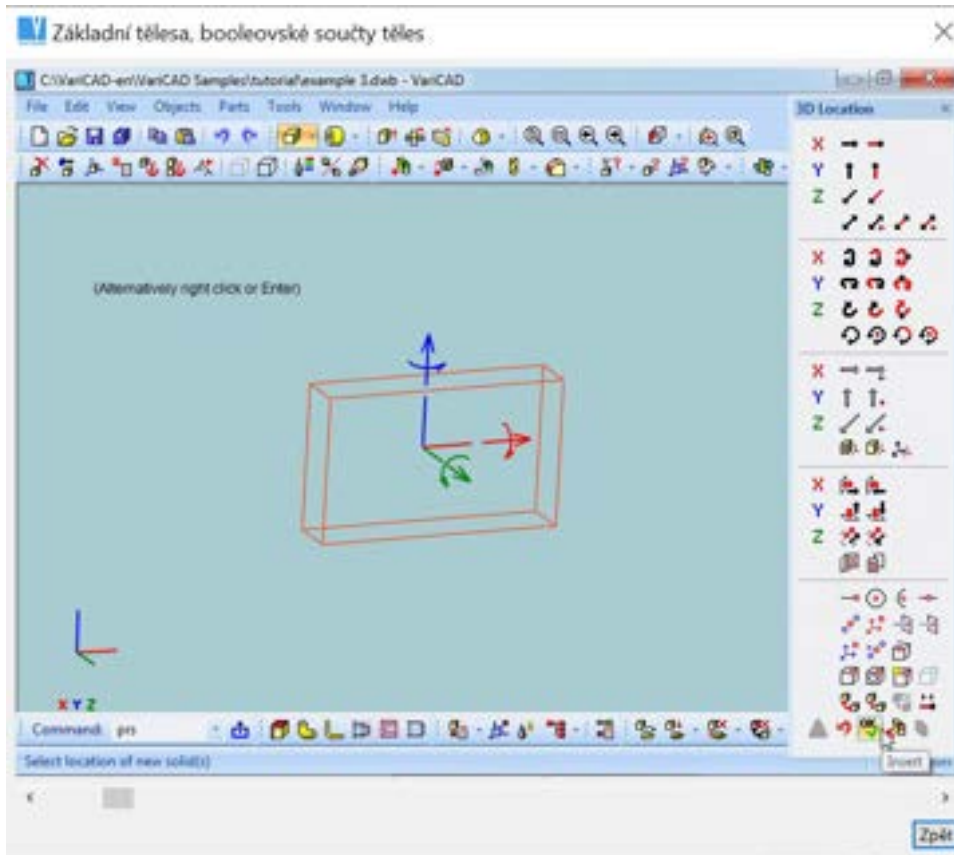 Základní tělesa, booleovské součty těles
C:\VariCAD-en\VariCAD Samples\tutorial\example 3.dwb - VariCAD
File Edit View Objects Parts Tools Window Help
3D Location
X
Y
Z
(Alternatively right click or Enter)
X
Y
Z
X
Y
Z
X
Y
Z
X Y Z
Command: prs
Select location of new solid(s)
Insert
Zpět